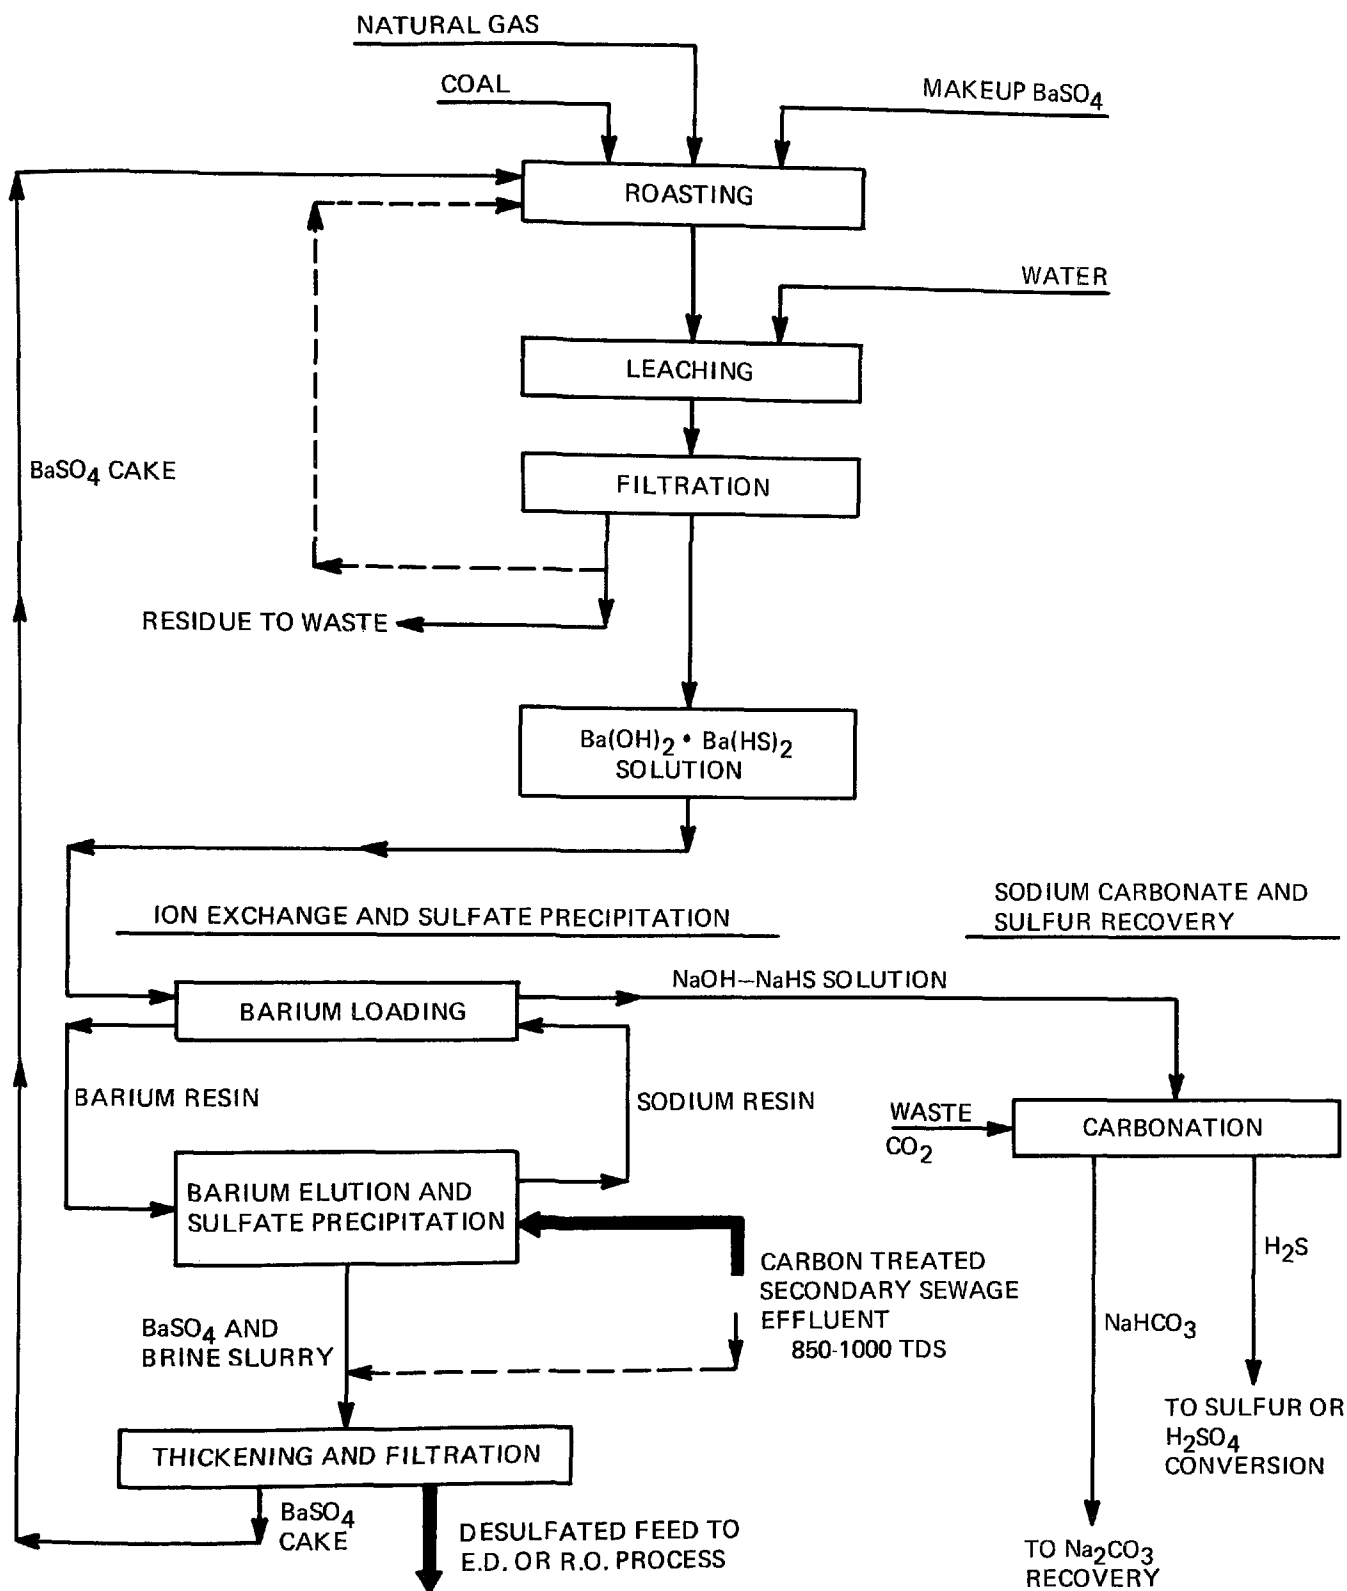 NATURAL GAS
COAL
MAKEUP BaSO4
ROASTING
WATER
LEACHING
BaSO4 CAKE
FILTRATION
RESIDUE TO WASTE
Ba(OH)2 • Ba(HS)2
SOLUTION
ION EXCHANGE AND SULFATE PRECIPITATION
SODIUM CARBONATE AND
SULFUR RECOVERY
NaOH–NaHS SOLUTION
BARIUM LOADING
BARIUM RESIN
SODIUM RESIN
WASTE
CO2
CARBONATION
BARIUM ELUTION AND
SULFATE PRECIPITATION
H2S
CARBON TREATED
SECONDARY SEWAGE
EFFLUENT
850-1000 TDS
NaHCO3
BaSO4 AND
BRINE SLURRY
TO SULFUR OR
H2SO4
CONVERSION
THICKENING AND FILTRATION
BaSO4
CAKE
DESULFATED FEED TO
E.D. OR R.O. PROCESS
TO Na2CO3
RECOVERY